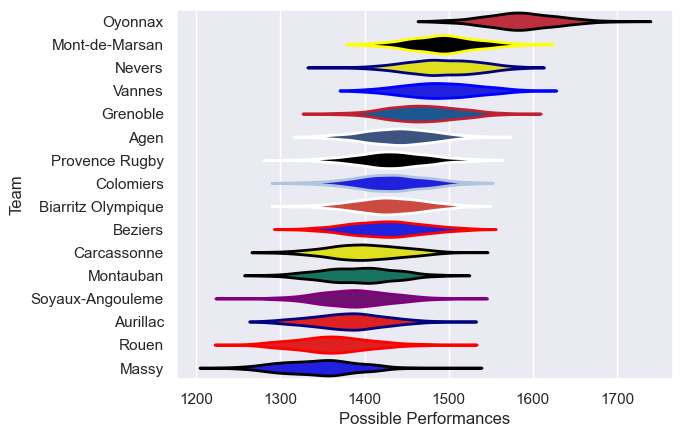 Oyonnax
Mont-de-Marsan
Nevers
Vannes
Grenoble
Agen
Provence Rugby
Colomiers
Biarritz Olympique
Beziers
Carcassonne
Montauban
Soyaux-Angouleme
Aurillac
Rouen
Massy
Team
1200 1300 1400 1500 1600 1700
Possible Performances